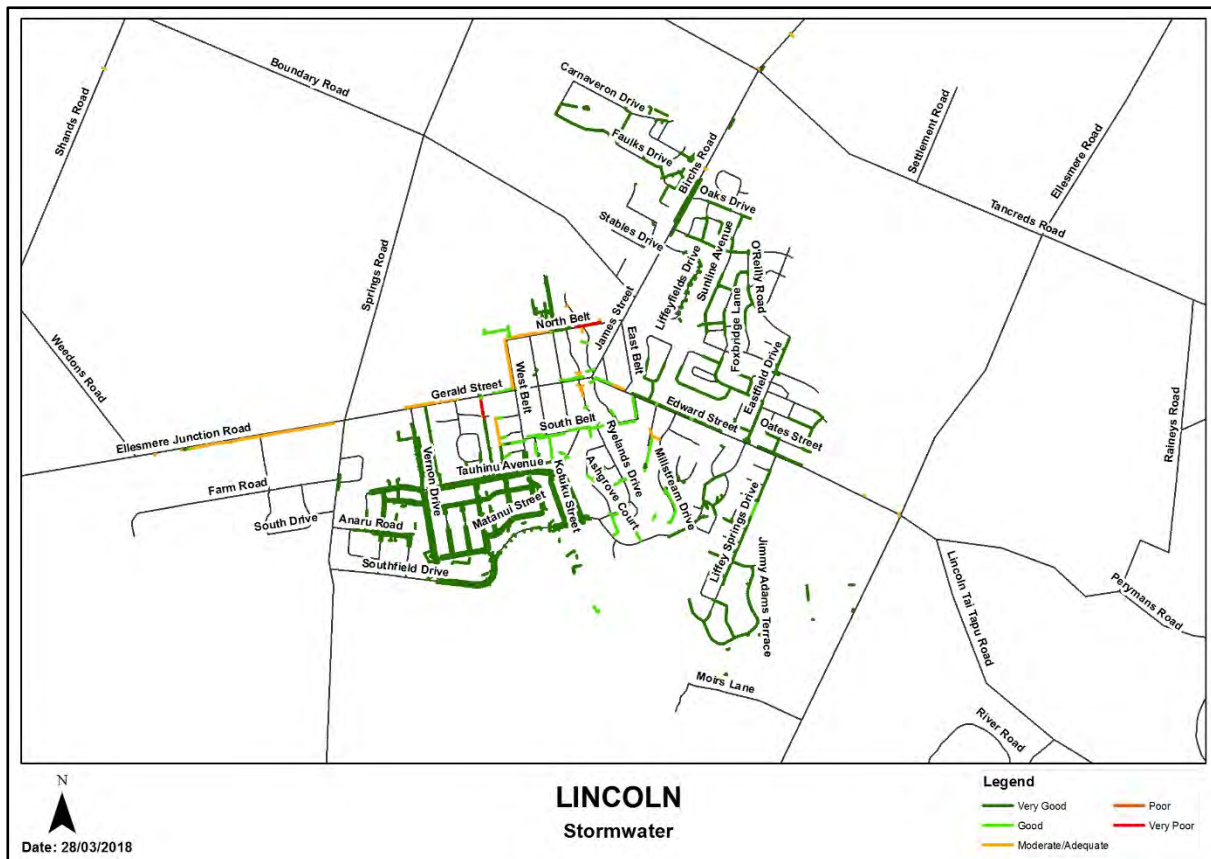 Carnaveron Drive
Boundary Road
Shands Road
Faulks Drive
Birchs Road
Settlement Road
Ellesmere Road
Oaks Drive
Tancreds Road
Stables Drive
Springs Road
Liffeyfields Drive
Sunline Avenue
O'Reilly Road
North Belt
James Street
Foxbridge Lane
East Belt
Weedons Road
West Belt
Gerald Street
Eastfield Drive
Raineys Road
Edward Street
South Belt
Oates Street
Ellesmere Junction Road
Ryelands Drive
Tauhinu Avenue
Vernon Drive
Kotuku Street
Millstream Drive
Farm Road
Ashgrove Court
Matanui Street
South Drive
Anaru Road
Liffey Springs Drive
Southfield Drive
Jimmy Adams Terrace
Lincoln Tai Tapu Road
Perymans Road
Moirs Lane
River Road
N
Date: 28/03/2018
LINCOLN
Stormwater
Legend
Very Good
Good
Moderate/Adequate
Poor
Very Poor